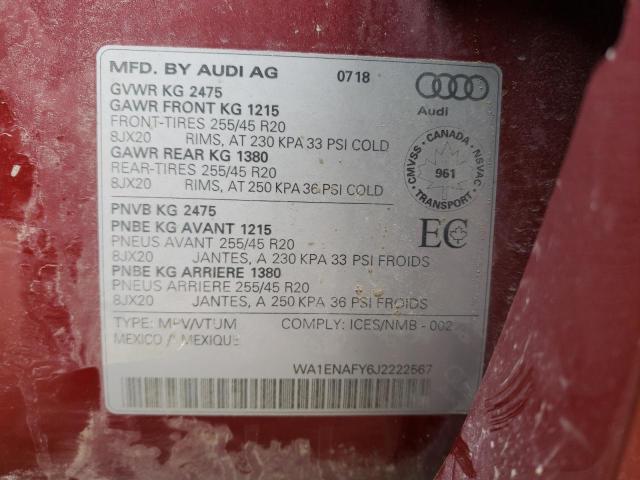 MFD. BY AUDI AG 0718
Audi
GVWR KG 2475
GAWR FRONT KG 1215
FRONT-TIRES 255/45 R20
8JX20 RIMS, AT 230 KPA 33 PSI COLD
GAWR REAR KG 1380
REAR-TIRES 255/45 R20
8JX20 RIMS, AT 250 KPA 36 PSI COLD
CMVSS - CANADA - NSVAC
961
TRANSPORT
PNVB KG 2475
PNBE KG AVANT 1215
PNEUS AVANT 255/45 R20
8JX20 JANTES, A 230 KPA 33 PSI FROIDS
PNBE KG ARRIERE 1380
PNEUS ARRIERE 255/45 R20
8JX20 JANTES, A 250 KPA 36 PSI FROIDS
EC
TYPE: MPV/VTUM COMPLY: ICES/NMB - 002
MEXICO / MEXIQUE
WA1ENAFY6J2222567